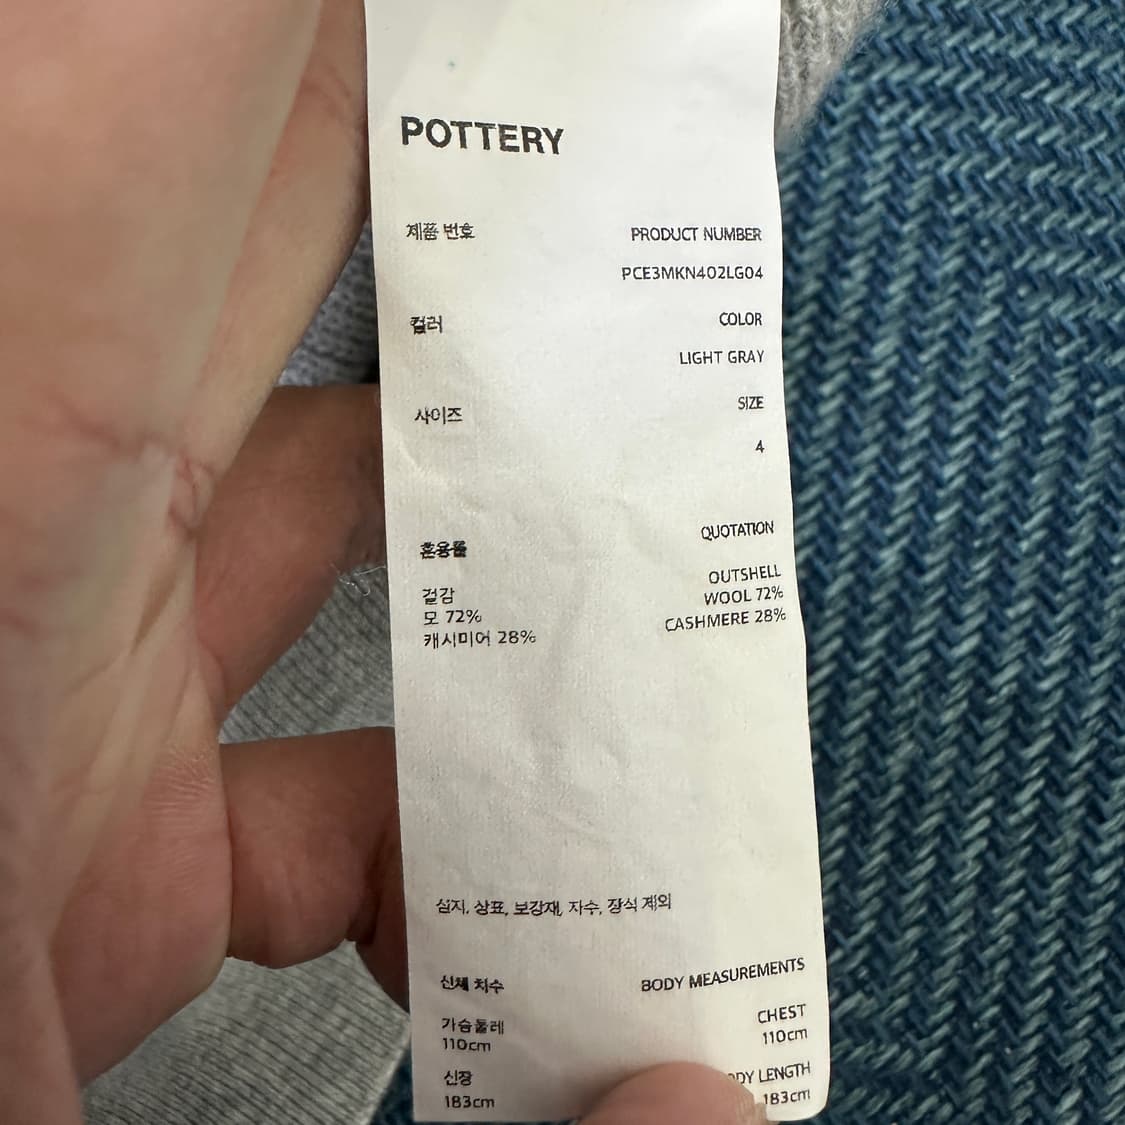 POTTERY
제품 번호 PRODUCT NUMBER
PCE3MKN402LG04
컬러 COLOR
LIGHT GRAY
사이즈 SIZE
4
혼용률 QUOTATION
겉감 OUTSHELL
모 72% WOOL 72%
캐시미어 28% CASHMERE 28%
심지, 상표, 보강재, 자수, 장식 제외
신체 치수 BODY MEASUREMENTS
가슴둘레 CHEST
110cm 110cm
신장 LENGTH
183cm 183cm